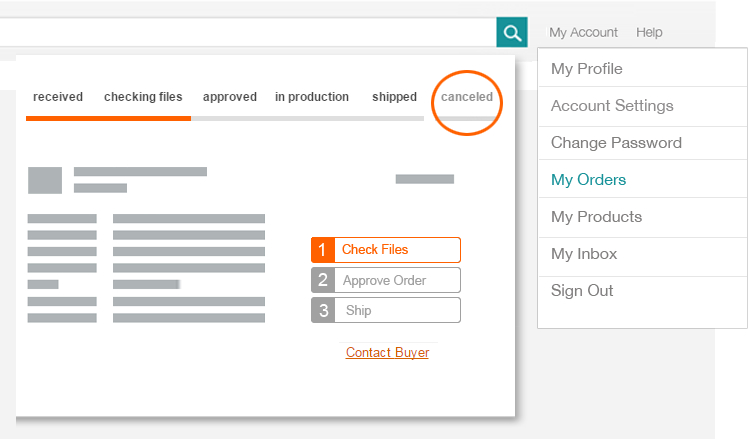 My Account Help
received checking files approved in production shipped canceled
My Profile
Account Settings
Change Password
My Orders
My Products
My Inbox
Sign Out
1 Check Files
2 Approve Order
3 Ship
Contact Buyer